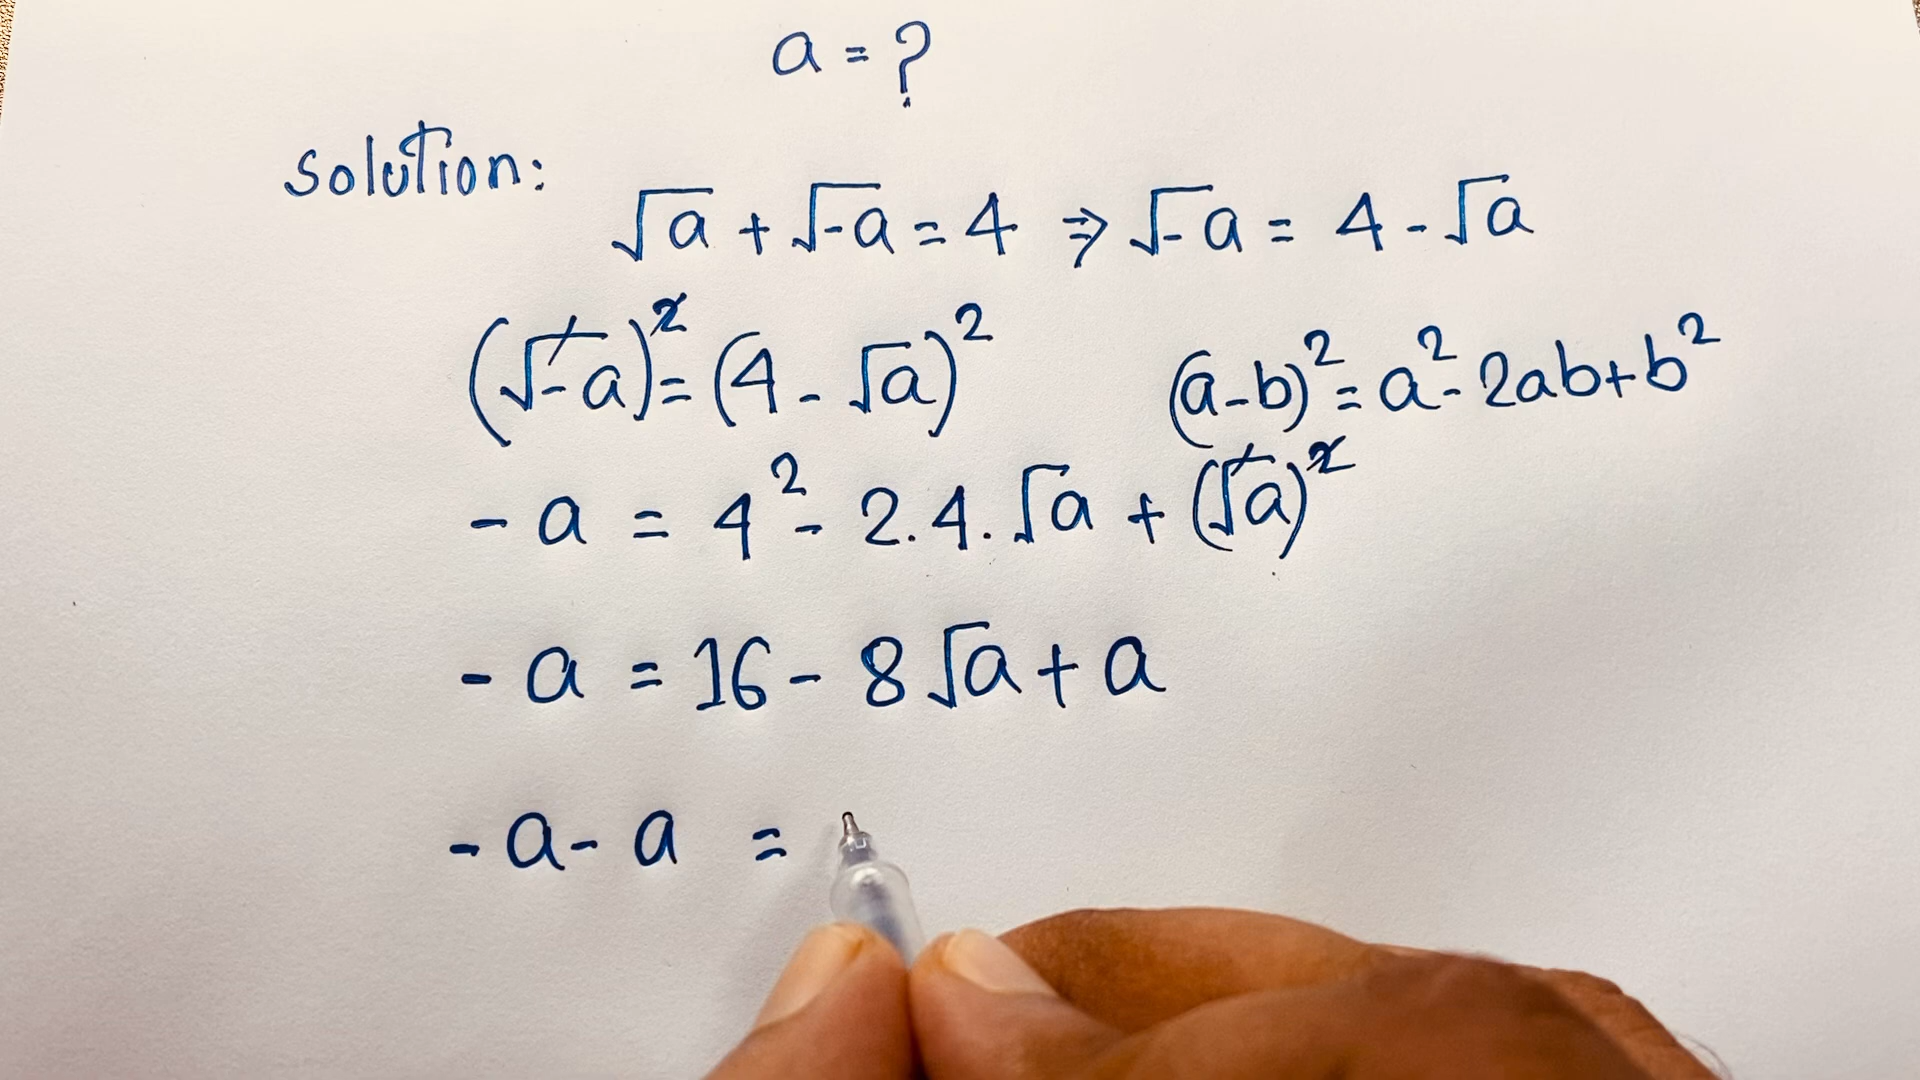 a = ?
Solution:
√a + √-a = 4 ⇒ √-a = 4 - √a
(√-a)² = (4 - √a)² (a-b)² = a² - 2ab + b²
- a = 4² - 2.4.√a + (√a)²
- a = 16 - 8√a + a
- a - a =